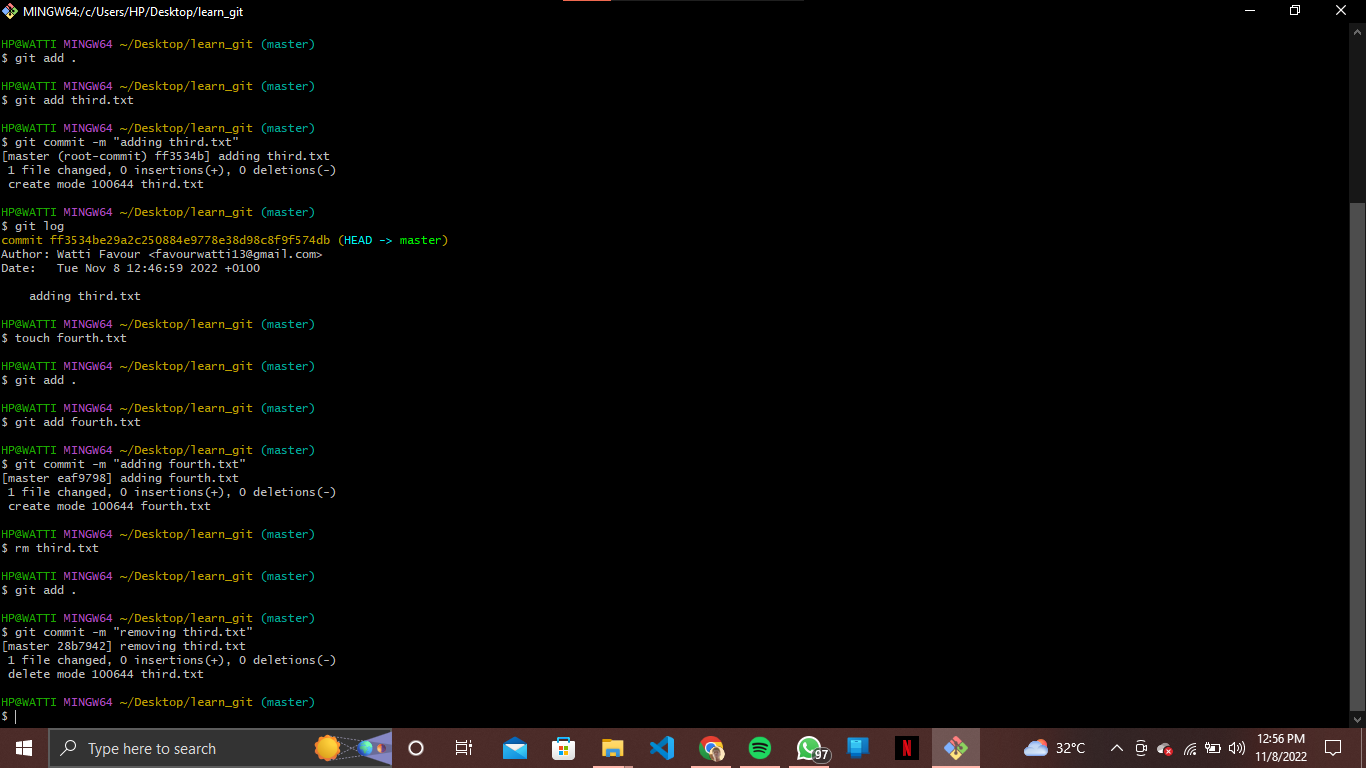 MINGW64:/c/Users/HP/Desktop/learn_git
HP@WATTI MINGW64 ~/Desktop/learn_git (master)
$ git add .
HP@WATTI MINGW64 ~/Desktop/learn_git (master)
$ git add third.txt
HP@WATTI MINGW64 ~/Desktop/learn_git (master)
$ git commit -m "adding third.txt"
[master (root-commit) ff3534b] adding third.txt
 1 file changed, 0 insertions(+), 0 deletions(-)
 create mode 100644 third.txt
HP@WATTI MINGW64 ~/Desktop/learn_git (master)
$ git log
commit ff3534be29a2c250884e9778e38d98c8f9f574db (HEAD -> master)
Author: Watti Favour <favourwatti13@gmail.com>
Date:   Tue Nov 8 12:46:59 2022 +0100
    adding third.txt
HP@WATTI MINGW64 ~/Desktop/learn_git (master)
$ touch fourth.txt
HP@WATTI MINGW64 ~/Desktop/learn_git (master)
$ git add .
HP@WATTI MINGW64 ~/Desktop/learn_git (master)
$ git add fourth.txt
HP@WATTI MINGW64 ~/Desktop/learn_git (master)
$ git commit -m "adding fourth.txt"
[master eaf9798] adding fourth.txt
 1 file changed, 0 insertions(+), 0 deletions(-)
 create mode 100644 fourth.txt
HP@WATTI MINGW64 ~/Desktop/learn_git (master)
$ rm third.txt
HP@WATTI MINGW64 ~/Desktop/learn_git (master)
$ git add .
HP@WATTI MINGW64 ~/Desktop/learn_git (master)
$ git commit -m "removing third.txt"
[master 28b7942] removing third.txt
 1 file changed, 0 insertions(+), 0 deletions(-)
 delete mode 100644 third.txt
HP@WATTI MINGW64 ~/Desktop/learn_git (master)
$
Type here to search
N
97
32°C
12:56 PM
11/8/2022